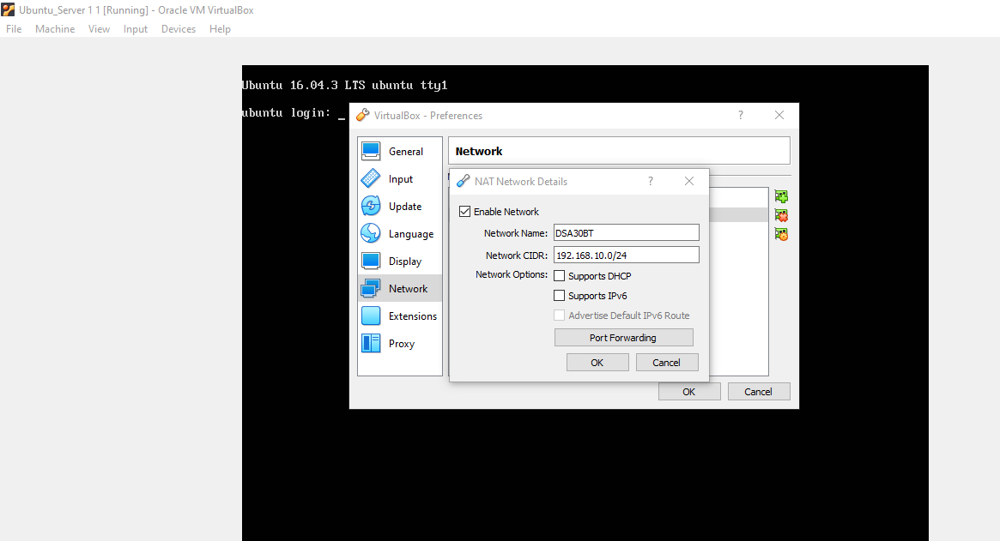 Ubuntu_Server 1 1 [Running] - Oracle VM VirtualBox
File Machine View Input Devices Help
Ubuntu 16.04.3 LTS ubuntu tty1
ubuntu login: _
VirtualBox - Preferences ?
General
Input
Update
Language
Display
Network
Extensions
Proxy
Network
NAT Network Details ?
Enable Network
Network Name: DSA30BT
Network CIDR: 192.168.10.0/24
Network Options: Supports DHCP
Supports IPv6
Advertise Default IPv6 Route
Port Forwarding
OK Cancel
OK Cancel